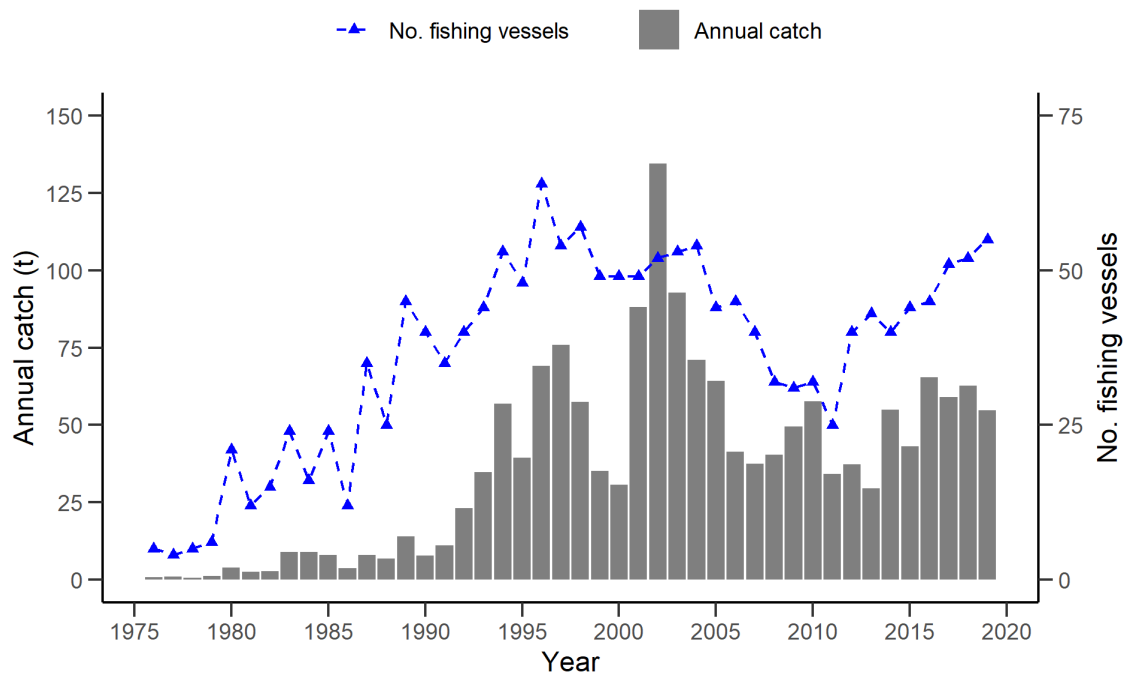 No. fishing vessels
Annual catch
150
125
100
75
50
25
0
Annual catch (t)
75
50
25
0
No. fishing vessels
1975 1980 1985 1990 1995 2000 2005 2010 2015 2020
Year